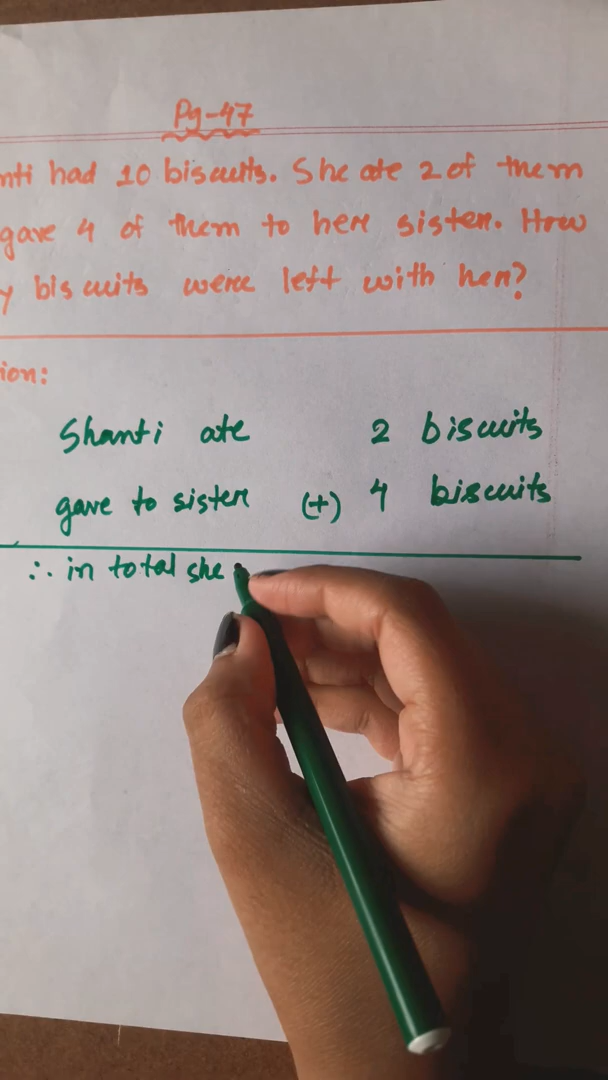 Pg-47
nti had 10 biscuits. She ate 2 of them
gave 4 of them to here sister. How
y biscuits were left with her?
ion:
Shanti ate 2 biscuits
gave to sister (+) 4 biscuits
∴ in total she